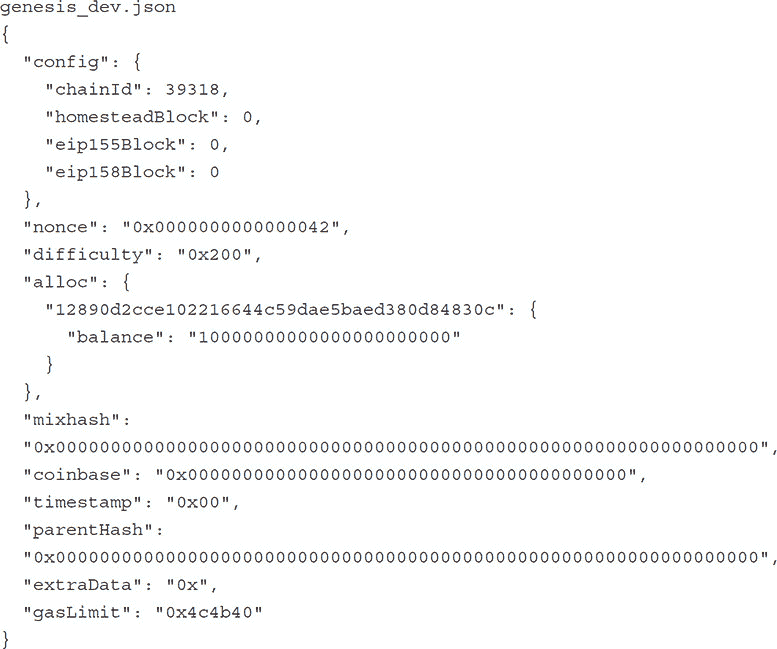 genesis_dev.json
{
  "config": {
    "chainId": 39318,
    "homesteadBlock": 0,
    "eip155Block": 0,
    "eip158Block": 0
  },
  "nonce": "0x0000000000000042",
  "difficulty": "0x200",
  "alloc": {
    "12890d2cce102216644c59dae5baed380d84830c": {
      "balance": "10000000000000000000000"
    }
  },
  "mixhash":
  "0x0000000000000000000000000000000000000000000000000000000000000000",
  "coinbase": "0x0000000000000000000000000000000000000000",
  "timestamp": "0x00",
  "parentHash":
  "0x0000000000000000000000000000000000000000000000000000000000000000",
  "extraData": "0x",
  "gasLimit": "0x4c4b40"
}